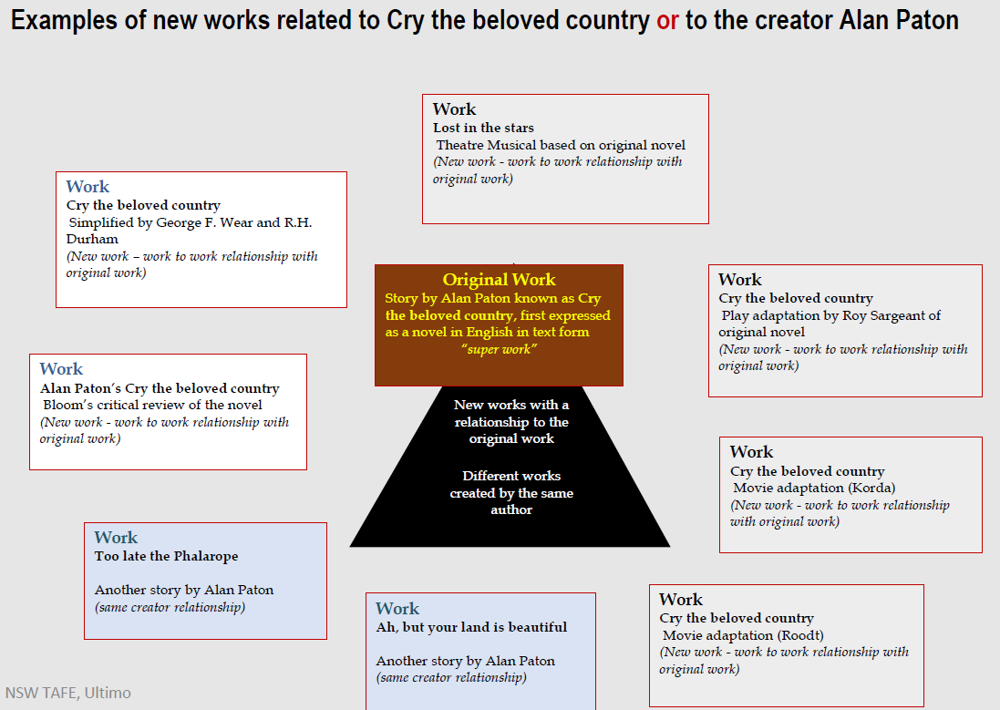 Examples of new works related to Cry the beloved country or to the creator Alan Paton
Work
Lost in the stars
Theatre Musical based on original novel
(New work - work to work relationship with
original work)
Work
Cry the beloved country
Simplified by George F. Wear and R.H.
Durham
(New work – work to work relationship with
original work)
Original Work
Story by Alan Paton known as Cry
the beloved country, first expressed
as a novel in English in text form
“super work”
Work
Cry the beloved country
Play adaptation by Roy Sargeant of
original novel
(New work - work to work relationship with
original work)
Work
Alan Paton’s Cry the beloved country
Bloom’s critical review of the novel
(New work - work to work relationship with
original work)
New works with a
relationship to the
original work
Different works
created by the same
author
Work
Cry the beloved country
Movie adaptation (Korda)
(New work - work to work relationship
with original work)
Work
Too late the Phalarope
Another story by Alan Paton
(same creator relationship)
Work
Ah, but your land is beautiful
Another story by Alan Paton
(same creator relationship)
Work
Cry the beloved country
Movie adaptation (Roodt)
(New work - work to work relationship with
original work)
NSW TAFE, Ultimo